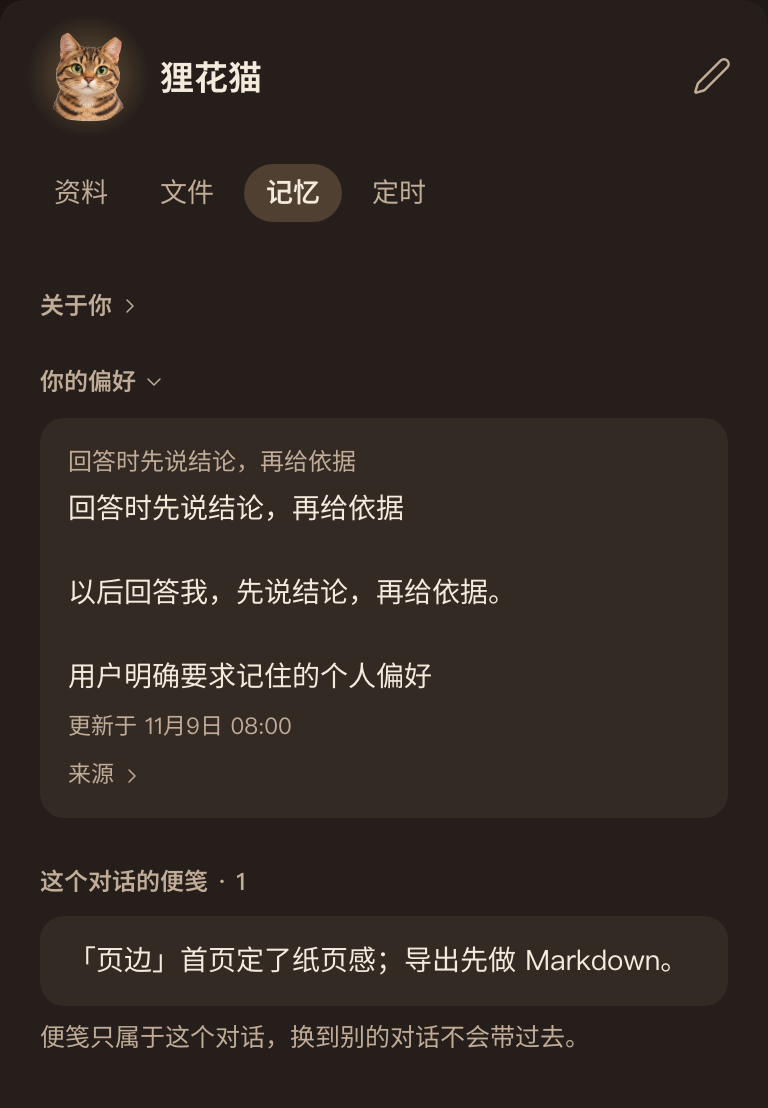 狸花猫
资料 文件 记忆 定时
关于你
你的偏好
回答时先说结论，再给依据
回答时先说结论，再给依据
以后回答我，先说结论，再给依据。
用户明确要求记住的个人偏好
更新于 11月9日 08:00
来源
这个对话的便笺 · 1
「页边」首页定了纸页感；导出先做 Markdown。
便笺只属于这个对话，换到别的对话不会带过去。